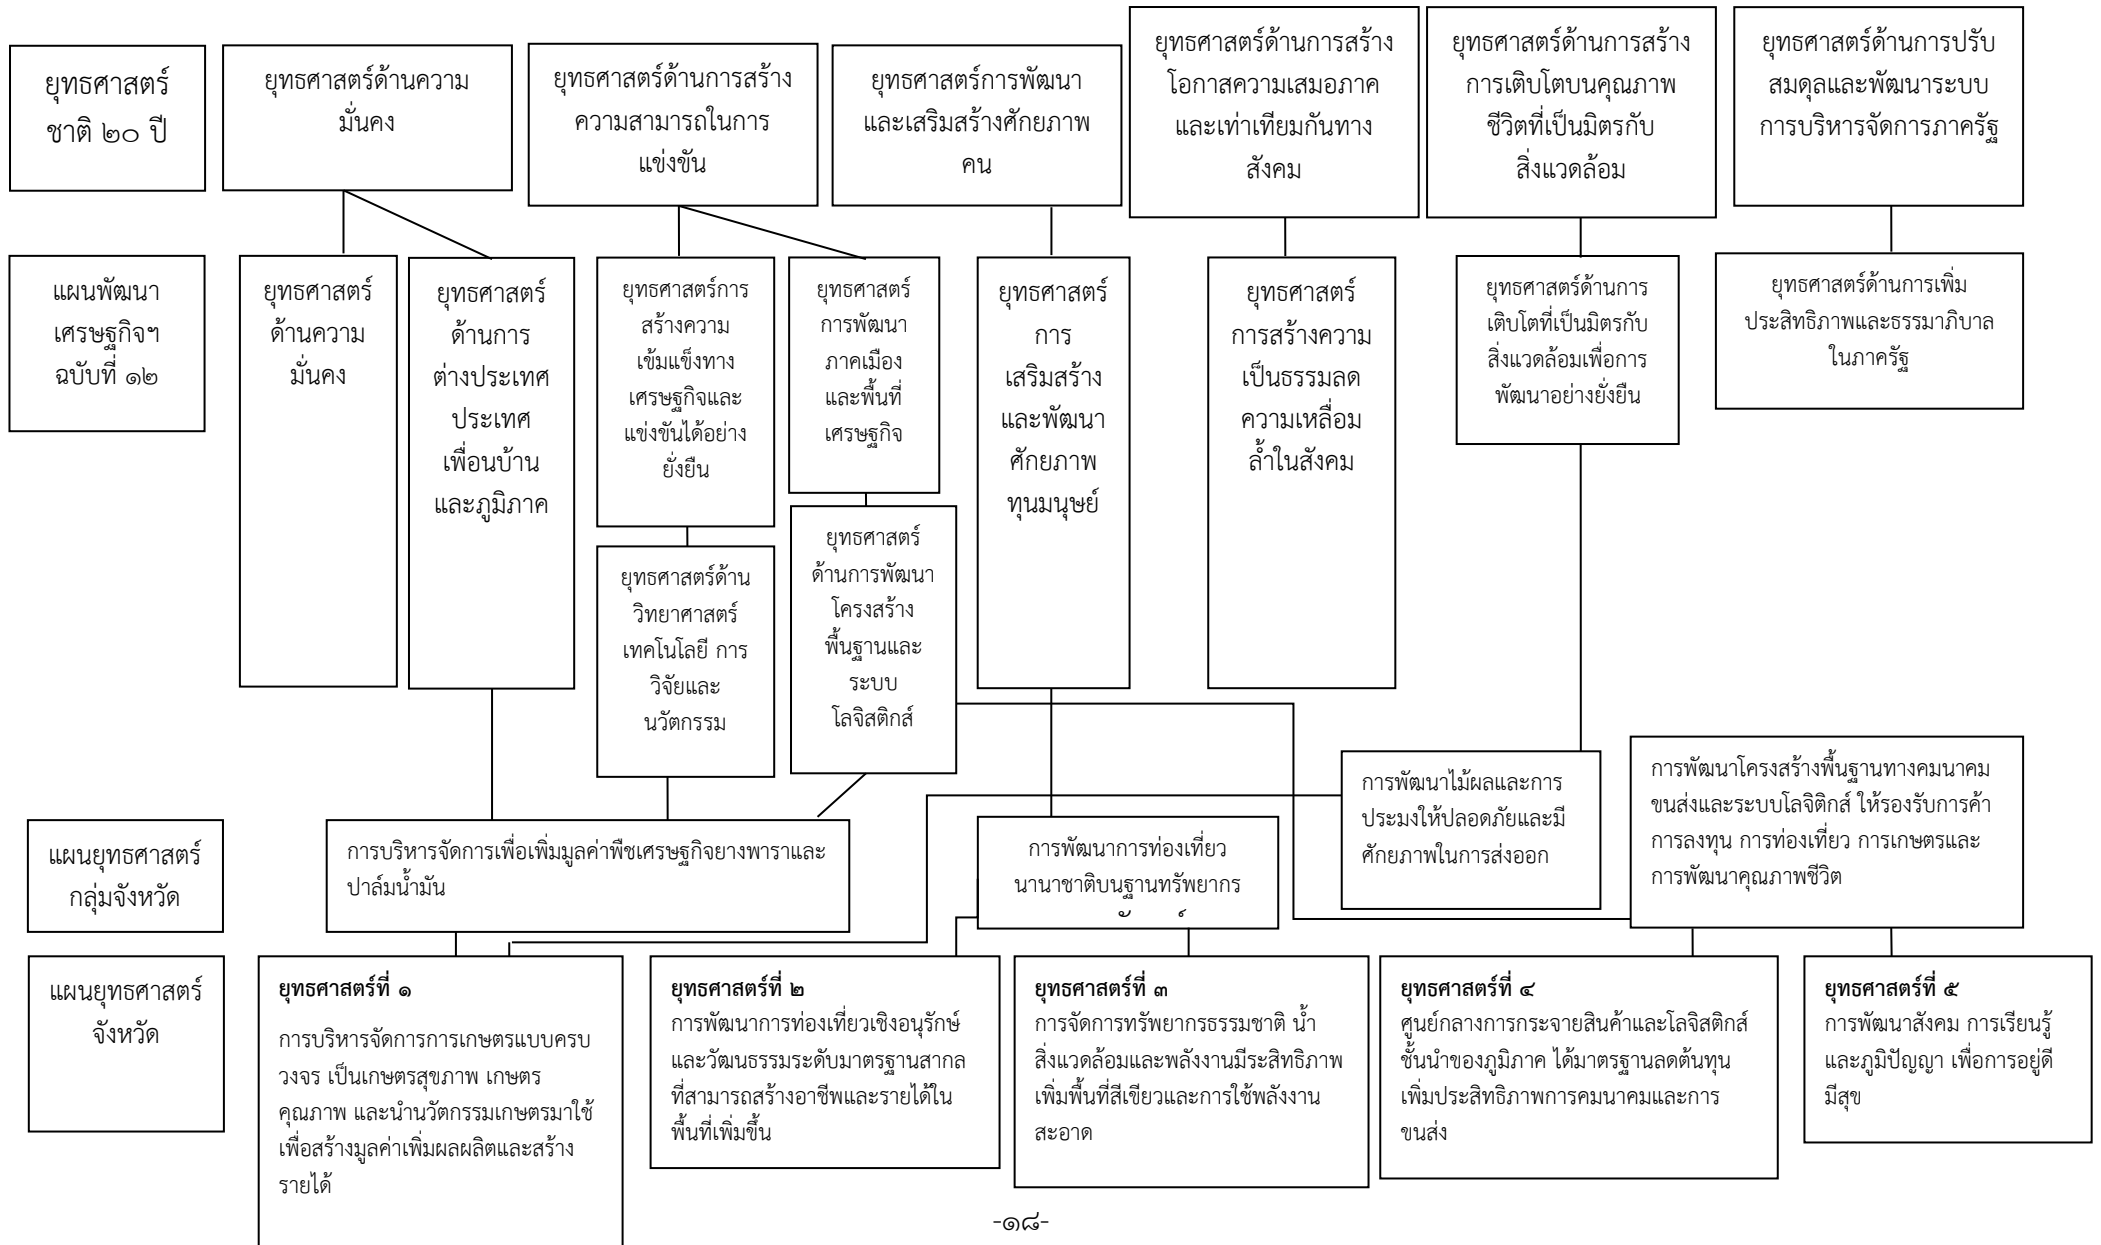 ยุทธศาสตร์
ชาติ ๒๐ ปี
ยุทธศาสตร์ด้านความ
มั่นคง
ยุทธศาสตร์ด้านการสร้าง
ความสามารถในการ
แข่งขัน
ยุทธศาสตร์การพัฒนา
และเสริมสร้างศักยภาพ
คน
ยุทธศาสตร์ด้านการสร้าง
โอกาสความเสมอภาค
และเท่าเทียมกันทาง
สังคม
ยุทธศาสตร์ด้านการสร้าง
การเติบโตบนคุณภาพ
ชีวิตที่เป็นมิตรกับ
สิ่งแวดล้อม
ยุทธศาสตร์ด้านการปรับ
สมดุลและพัฒนาระบบ
การบริหารจัดการภาครัฐ
แผนพัฒนา
เศรษฐกิจฯ
ฉบับที่ ๑๒
ยุทธศาสตร์
ด้านความ
มั่นคง
ยุทธศาสตร์
ด้านการ
ต่างประเทศ
ประเทศ
เพื่อนบ้าน
และภูมิภาค
ยุทธศาสตร์การ
สร้างความ
เข้มแข็งทาง
เศรษฐกิจและ
แข่งขันได้อย่าง
ยั่งยืน
ยุทธศาสตร์
การพัฒนา
ภาคเมือง
และพื้นที่
เศรษฐกิจ
ยุทธศาสตร์
การ
เสริมสร้าง
และพัฒนา
ศักยภาพ
ทุนมนุษย์
ยุทธศาสตร์
การสร้างความ
เป็นธรรมลด
ความเหลื่อม
ล้ำในสังคม
ยุทธศาสตร์ด้านการ
เติบโตที่เป็นมิตรกับ
สิ่งแวดล้อมเพื่อการ
พัฒนาอย่างยั่งยืน
ยุทธศาสตร์ด้านการเพิ่ม
ประสิทธิภาพและธรรมาภิบาล
ในภาครัฐ
ยุทธศาสตร์ด้าน
วิทยาศาสตร์
เทคโนโลยี การ
วิจัยและ
นวัตกรรม
ยุทธศาสตร์
ด้านการพัฒนา
โครงสร้าง
พื้นฐานและ
ระบบ
โลจิสติกส์
แผนยุทธศาสตร์
กลุ่มจังหวัด
การบริหารจัดการเพื่อเพิ่มมูลค่าพืชเศรษฐกิจยางพาราและ
ปาล์มน้ำมัน
การพัฒนาการท่องเที่ยว
นานาชาติบนฐานทรัพยากร
การพัฒนาไม้ผลและการ
ประมงให้ปลอดภัยและมี
ศักยภาพในการส่งออก
การพัฒนาโครงสร้างพื้นฐานทางคมนาคม
ขนส่งและระบบโลจิติกส์ ให้รองรับการค้า
การลงทุน การท่องเที่ยว การเกษตรและ
การพัฒนาคุณภาพชีวิต
แผนยุทธศาสตร์
จังหวัด
ยุทธศาสตร์ที่ ๑
การบริหารจัดการการเกษตรแบบครบ
วงจร เป็นเกษตรสุขภาพ เกษตร
คุณภาพ และนำนวัตกรรมเกษตรมาใช้
เพื่อสร้างมูลค่าเพิ่มผลผลิตและสร้าง
รายได้
ยุทธศาสตร์ที่ ๒
การพัฒนาการท่องเที่ยวเชิงอนุรักษ์
และวัฒนธรรมระดับมาตรฐานสากล
ที่สามารถสร้างอาชีพและรายได้ใน
พื้นที่เพิ่มขึ้น
ยุทธศาสตร์ที่ ๓
การจัดการทรัพยากรธรรมชาติ น้ำ
สิ่งแวดล้อมและพลังงานมีระสิทธิภาพ
เพิ่มพื้นที่สีเขียวและการใช้พลังงาน
สะอาด
ยุทธศาสตร์ที่ ๔
ศูนย์กลางการกระจายสินค้าและโลจิสติกส์
ชั้นนำของภูมิภาค ได้มาตรฐานลดต้นทุน
เพิ่มประสิทธิภาพการคมนาคมและการ
ขนส่ง
ยุทธศาสตร์ที่ ๕
การพัฒนาสังคม การเรียนรู้
และภูมิปัญญา เพื่อการอยู่ดี
มีสุข
-๑๘-